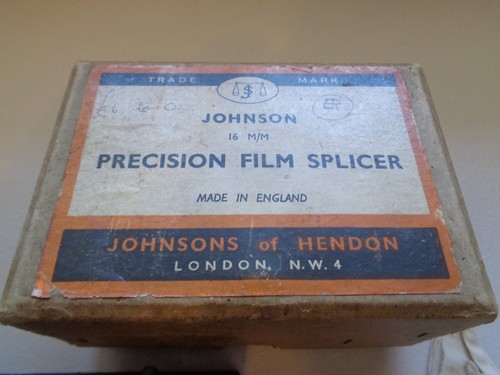 TRADE MARK
JOHNSON
16 M/M
PRECISION FILM SPLICER
MADE IN ENGLAND
JOHNSONS of HENDON
LONDON, N.W. 4